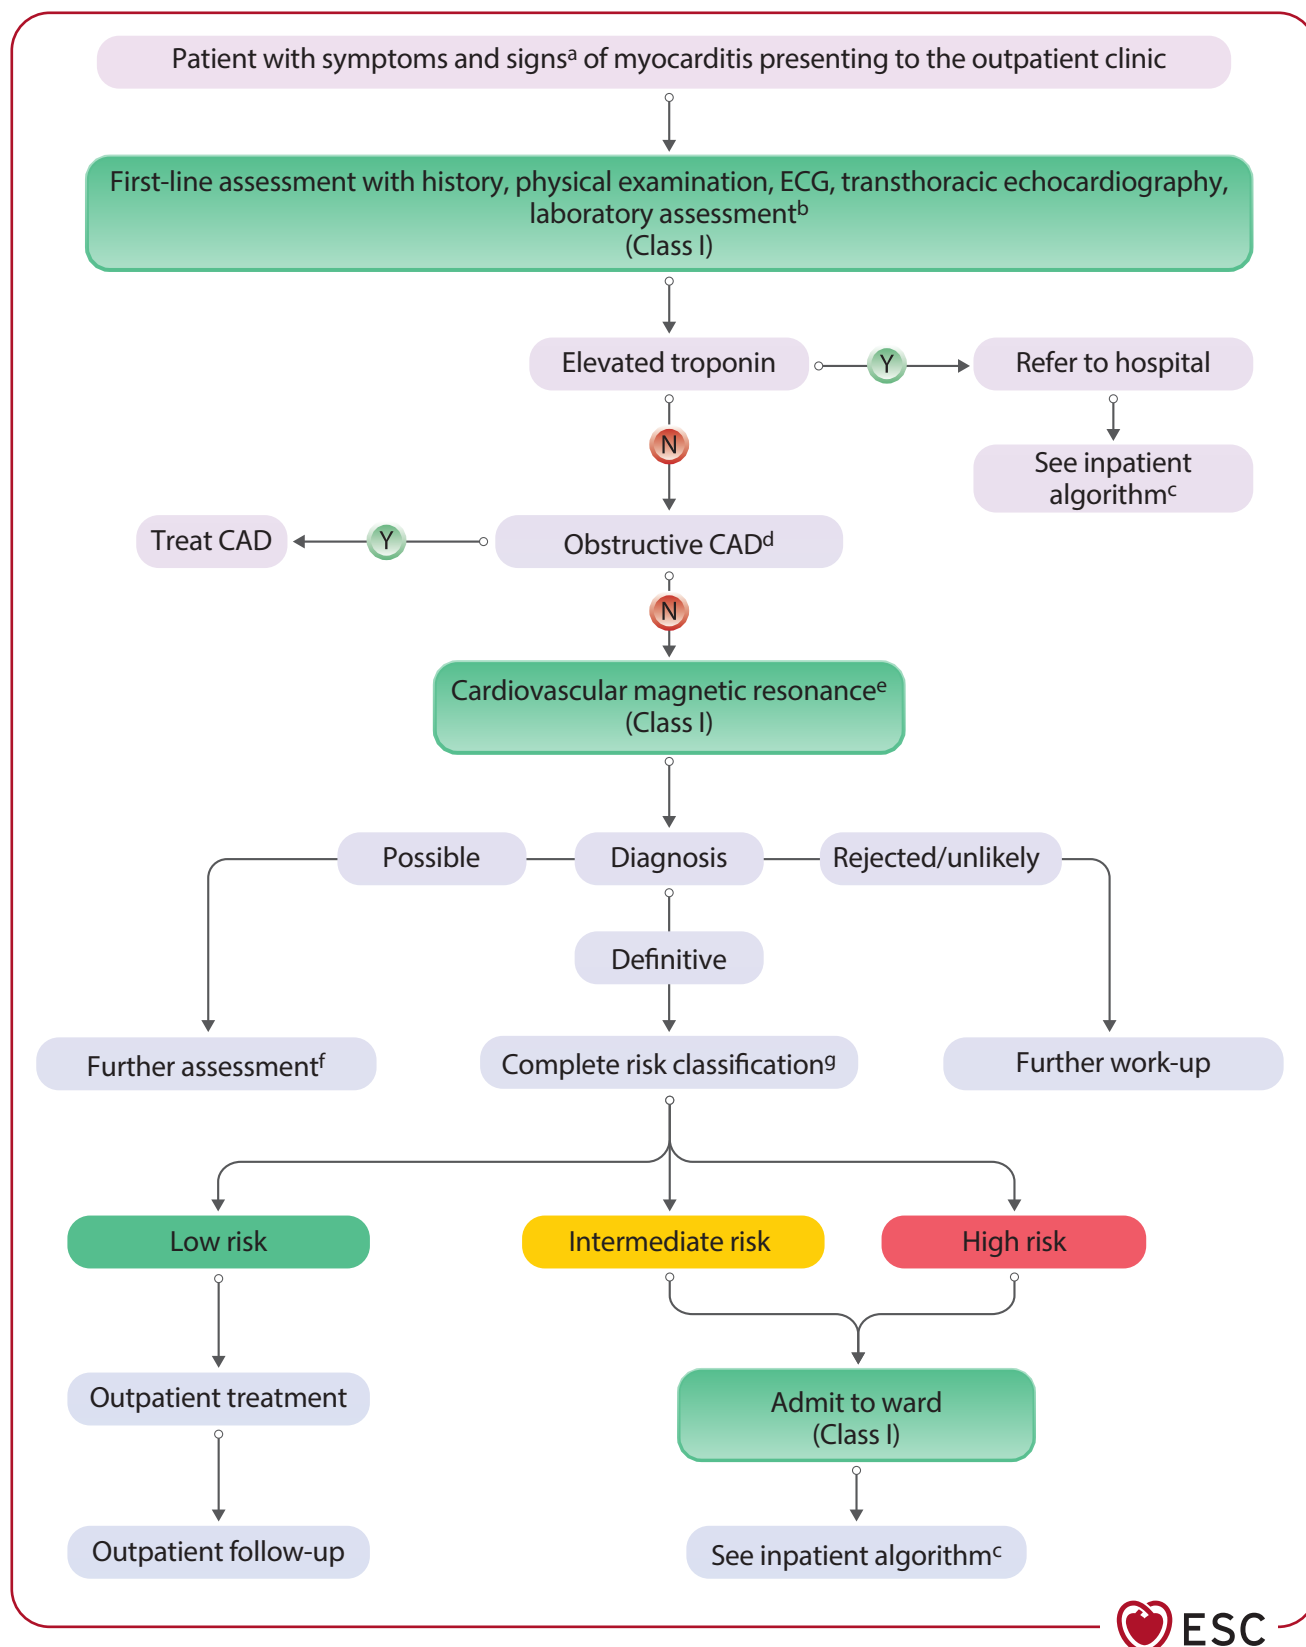 Patient with symptoms and signsᵃ of myocarditis presenting to the outpatient clinic
First-line assessment with history, physical examination, ECG, transthoracic echocardiography,
laboratory assessmentᵇ
(Class I)
Elevated troponin
Y
Refer to hospital
N
See inpatient
algorithmᶜ
Treat CAD
Y
Obstructive CADᵈ
N
Cardiovascular magnetic resonanceᵉ
(Class I)
Possible
Diagnosis
Rejected/unlikely
Definitive
Further assessmentᶠ
Complete risk classificationᵍ
Further work-up
Low risk
Intermediate risk
High risk
Outpatient treatment
Admit to ward
(Class I)
Outpatient follow-up
See inpatient algorithmᶜ
ESC